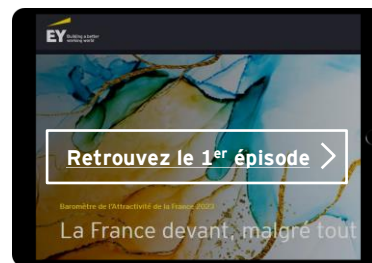 EY
Building a better
working world
Retrouvez le 1er épisode
Baromètre de l'Attractivité de la France 2023
La France devant, malgré tout